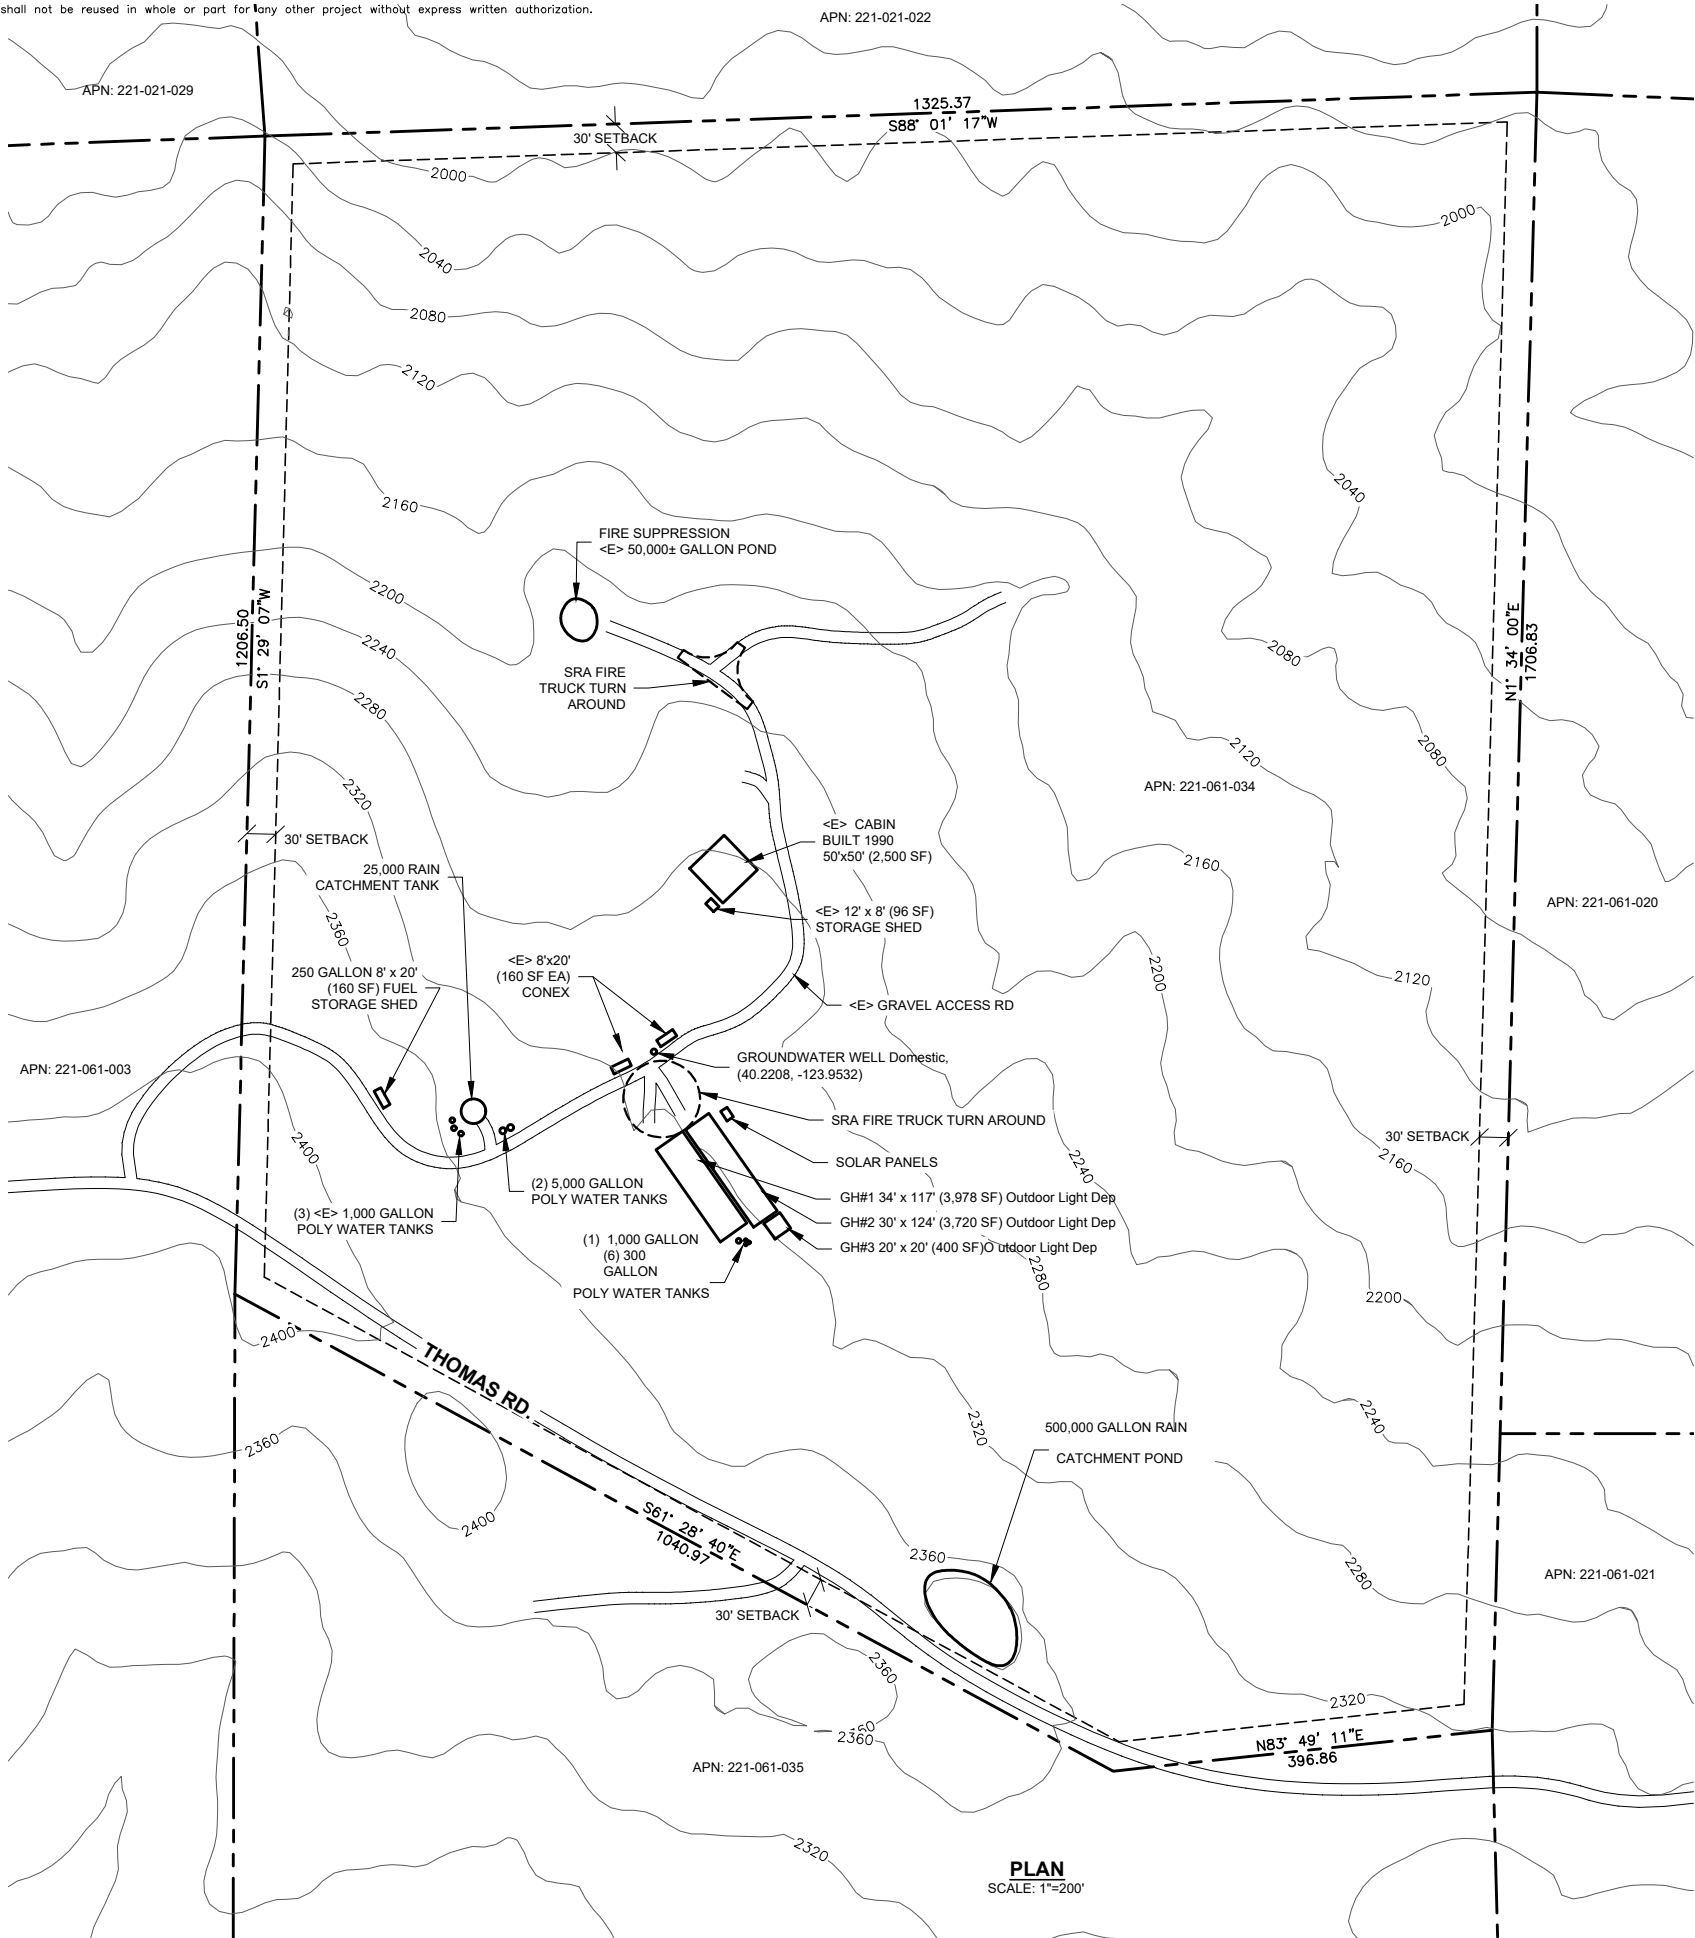 shall not be reused in whole or part for any other project without express written authorization.
APN: 221-021-022
APN: 221-021-029
1325.37
S88° 01' 17"W
30' SETBACK
2000
2000
2040
2080
2120
2160
2040
FIRE SUPPRESSION
<E> 50,000± GALLON POND
2200
1206.50
S1° 29' 07"W
2240
N1° 34' 00"E
1706.83
2080
SRA FIRE
TRUCK TURN
AROUND
2280
2120
2080
APN: 221-061-034
2320
30' SETBACK
<E> CABIN
BUILT 1990
50'x50' (2,500 SF)
2160
25,000 RAIN
CATCHMENT TANK
<E> 12' x 8' (96 SF)
STORAGE SHED
APN: 221-061-020
2360
<E> 8'x20'
(160 SF EA)
CONEX
250 GALLON 8' x 20'
(160 SF) FUEL
STORAGE SHED
2200
2120
<E> GRAVEL ACCESS RD
APN: 221-061-003
GROUNDWATER WELL Domestic,
(40.2208, -123.9532)
SRA FIRE TRUCK TURN AROUND
30' SETBACK
2400
2240
2160
SOLAR PANELS
(2) 5,000 GALLON
POLY WATER TANKS
GH#1 34' x 117' (3,978 SF) Outdoor Light Dep
(3) <E> 1,000 GALLON
POLY WATER TANKS
GH#2 30' x 124' (3,720 SF) Outdoor Light Dep
(1) 1,000 GALLON
(6) 300
GALLON
POLY WATER TANKS
GH#3 20' x 20' (400 SF)O utdoor Light Dep
2280
2200
2400
THOMAS RD.
2320
2240
500,000 GALLON RAIN
CATCHMENT POND
2360
2400
S61° 28' 40"E
1040.97
2360
2280
APN: 221-061-021
30' SETBACK
2360
2360
2320
N83° 49' 11"E
396.86
APN: 221-061-035
2320
PLAN
SCALE: 1"=200'